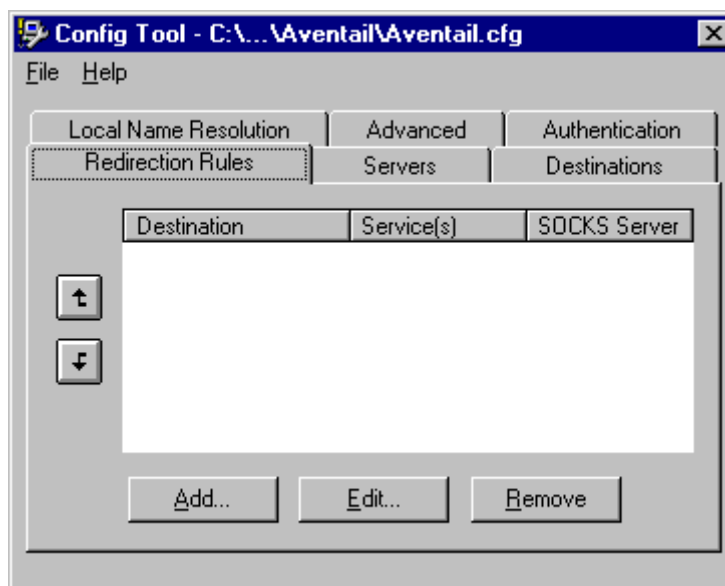 Config Tool - C:\...\Aventail\Aventail.cfg
File Help
Local Name Resolution Advanced Authentication
Redirection Rules Servers Destinations
Destination Service(s) SOCKS Server
Add... Edit... Remove